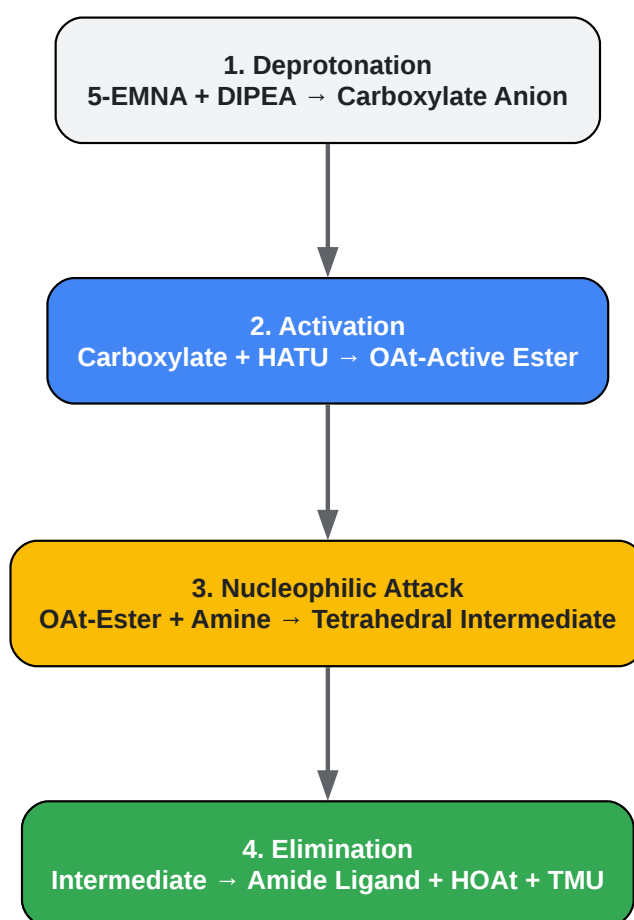 1. Deprotonation
5-EMNA + DIPEA → Carboxylate Anion
2. Activation
Carboxylate + HATU → OAt-Active Ester
3. Nucleophilic Attack
OAt-Ester + Amine → Tetrahedral Intermediate
4. Elimination
Intermediate → Amide Ligand + HOAt + TMU